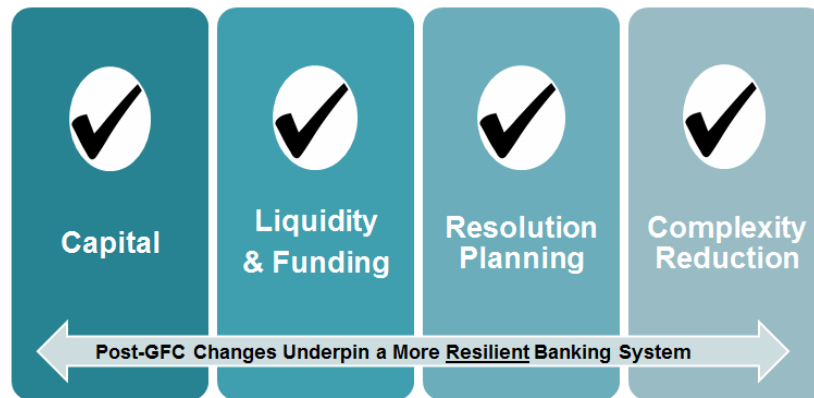 Capital
Liquidity
& Funding
Resolution
Planning
Complexity
Reduction
Post-GFC Changes Underpin a More Resilient Banking System